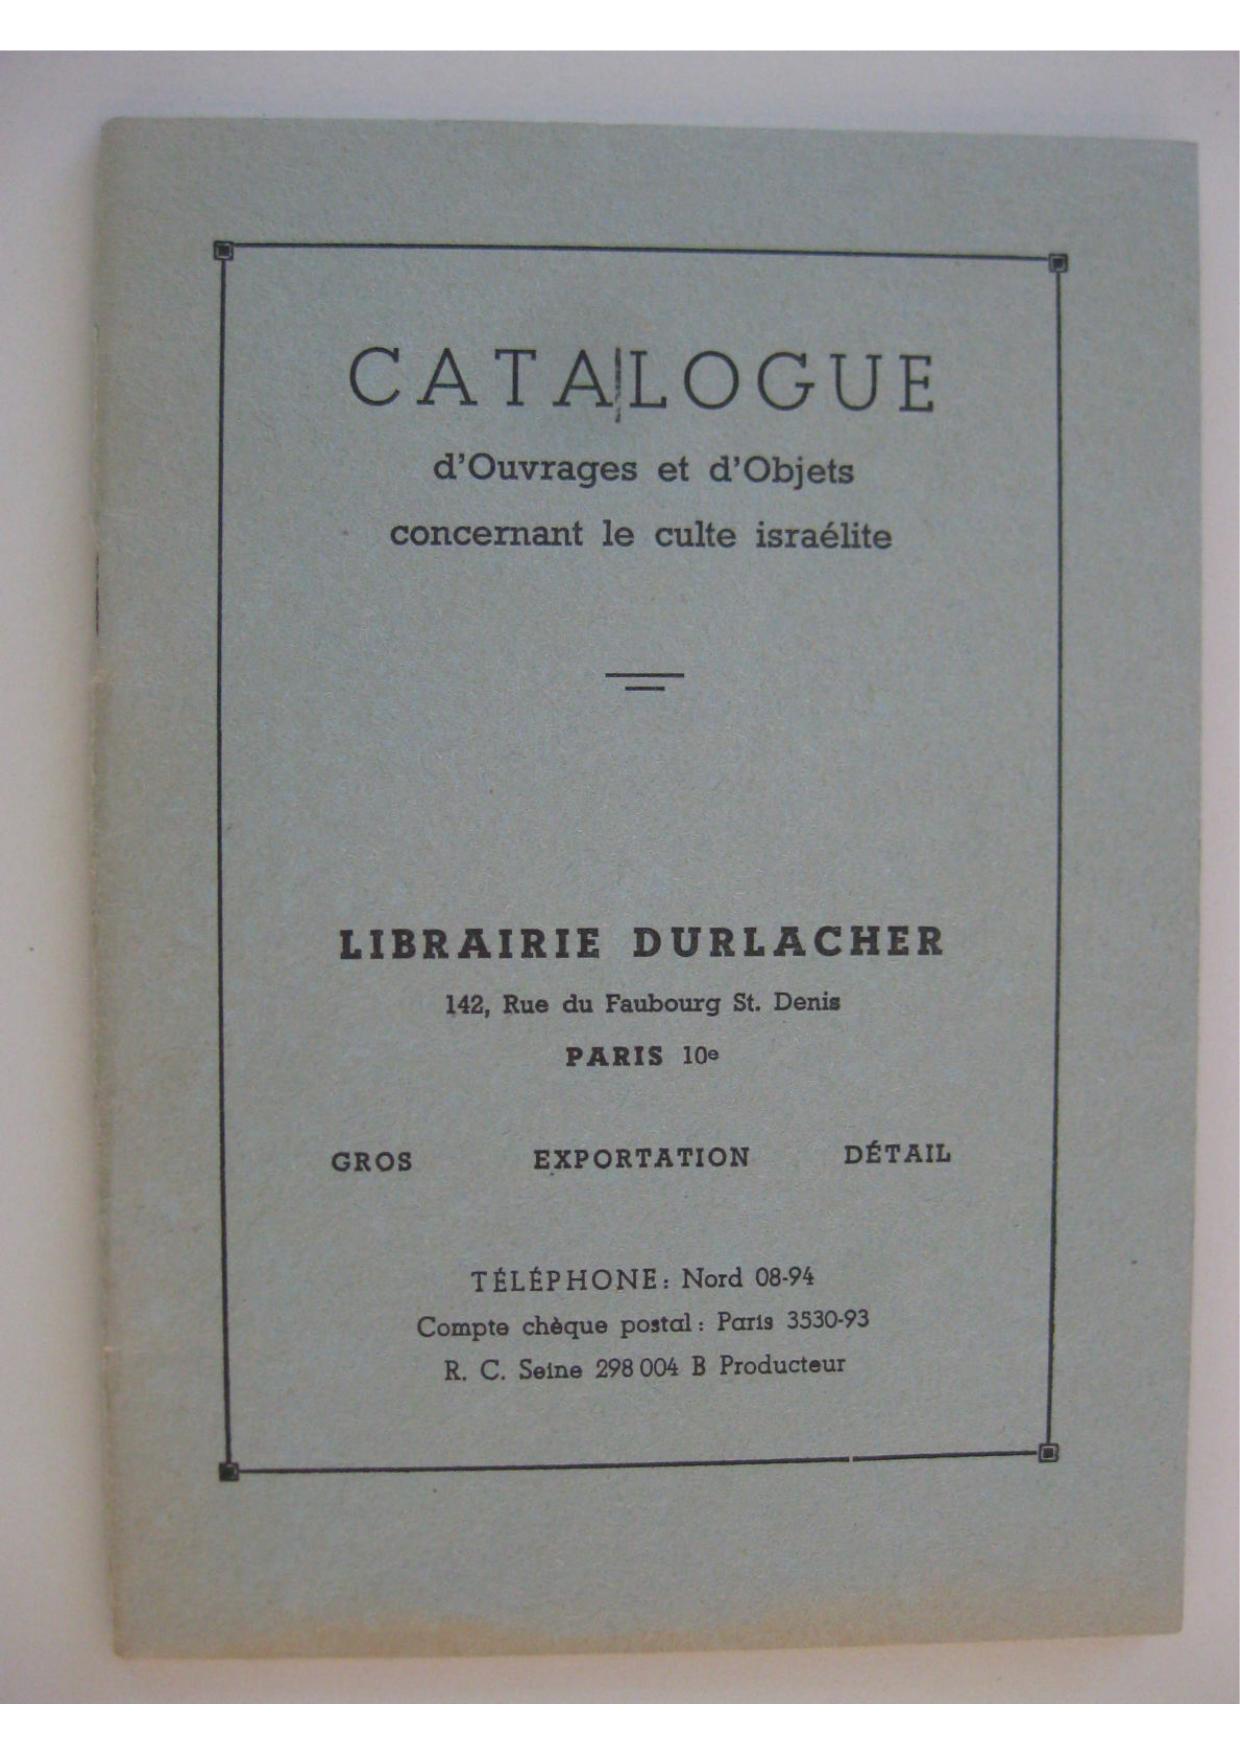 CATALOGUE
d'Ouvrages et d'Objets
concernant le culte israélite
LIBRAIRIE DURLACHER
142, Rue du Faubourg St. Denis
PARIS 10e
GROS EXPORTATION DÉTAIL
TÉLÉPHONE: Nord 08-94
Compte chèque postal: Paris 3530-93
R. C. Seine 298 004 B Producteur